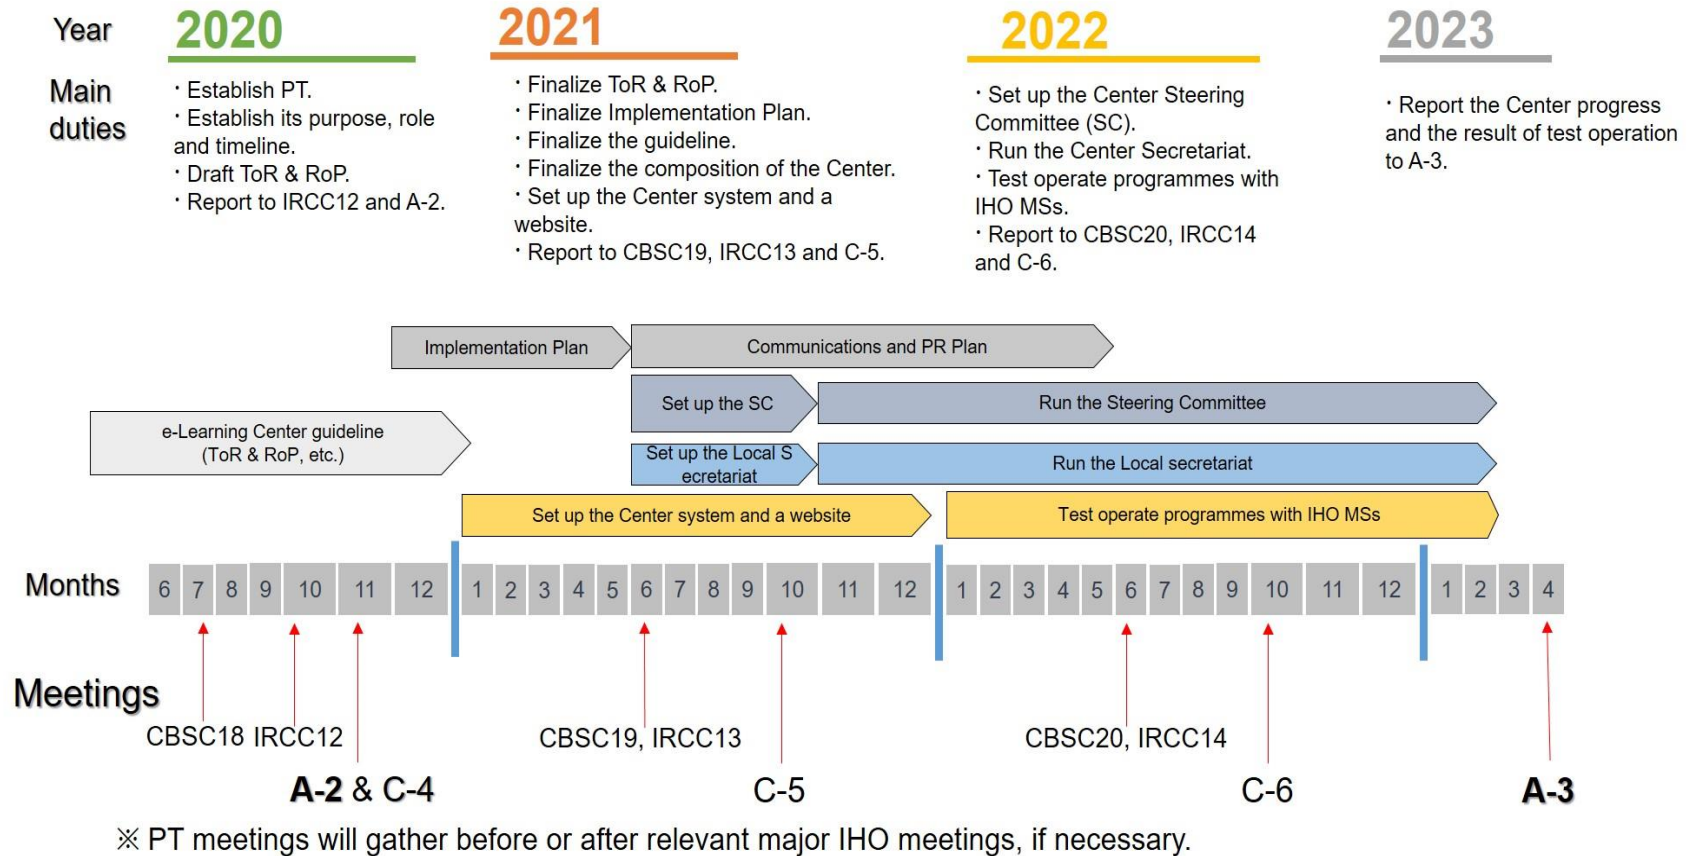 Year
2020
2021
2022
2023
Main
duties
· Establish PT.
· Establish its purpose, role
and timeline.
· Draft ToR & RoP.
· Report to IRCC12 and A-2.
· Finalize ToR & RoP.
· Finalize Implementation Plan.
· Finalize the guideline.
· Finalize the composition of the Center.
· Set up the Center system and a
website.
· Report to CBSC19, IRCC13 and C-5.
· Set up the Center Steering
Committee (SC).
· Run the Center Secretariat.
· Test operate programmes with
IHO MSs.
· Report to CBSC20, IRCC14
and C-6.
· Report the Center progress
and the result of test operation
to A-3.
Implementation Plan
Communications and PR Plan
Set up the SC
Run the Steering Committee
e-Learning Center guideline
(ToR & RoP, etc.)
Set up the Local S
ecretariat
Run the Local secretariat
Set up the Center system and a website
Test operate programmes with IHO MSs
Months
6 7 8 9 10 11 12 1 2 3 4 5 6 7 8 9 10 11 12 1 2 3 4 5 6 7 8 9 10 11 12 1 2 3 4
Meetings
CBSC18 IRCC12
CBSC19, IRCC13
CBSC20, IRCC14
A-2 & C-4
C-5
C-6
A-3
※ PT meetings will gather before or after relevant major IHO meetings, if necessary.